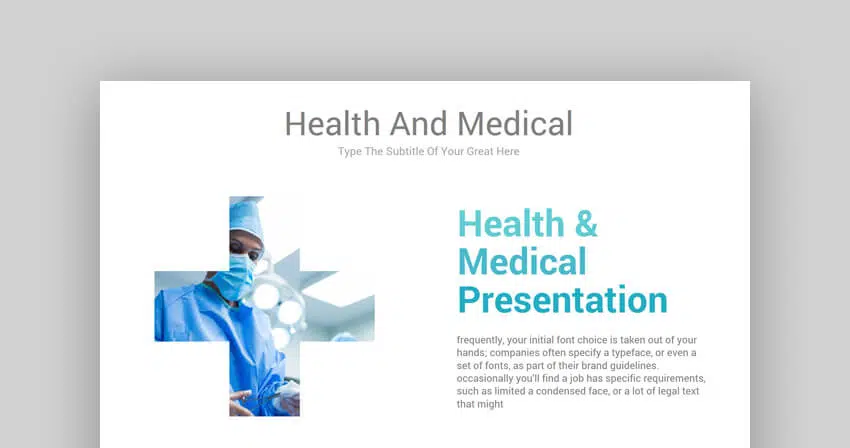 Health And Medical
Type The Subtitle Of Your Great Here
Health &
Medical
Presentation
frequently, your initial font choice is taken out of your
hands; companies often specify a typeface, or even a
set of fonts, as part of their brand guidelines.
occasionally you'll find a job has specific requirements,
such as limited a condensed face, or a lot of legal text
that might